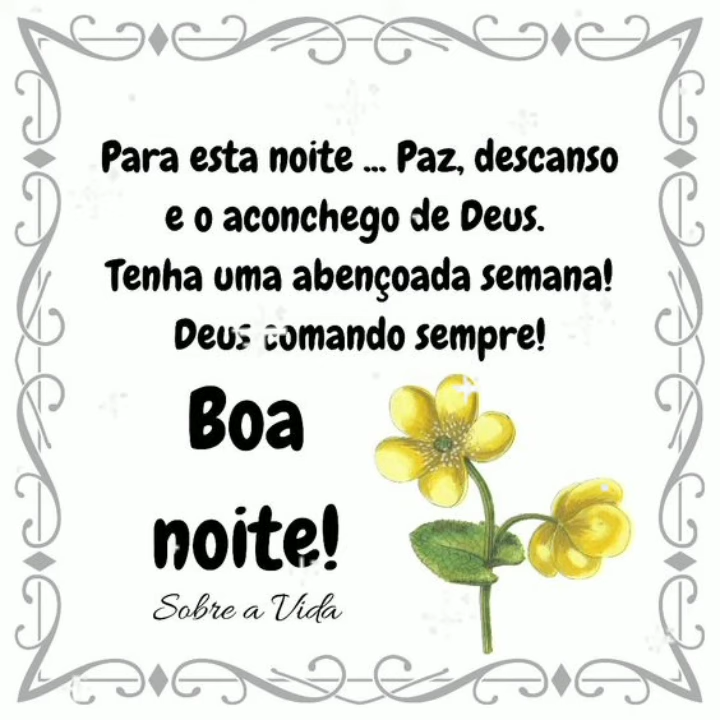 Para esta noite ... Paz, descanso
e o aconchego de Deus.
Tenha uma abençoada semana!
Deus comando sempre!
Boa
noite!
Sobre a Vida